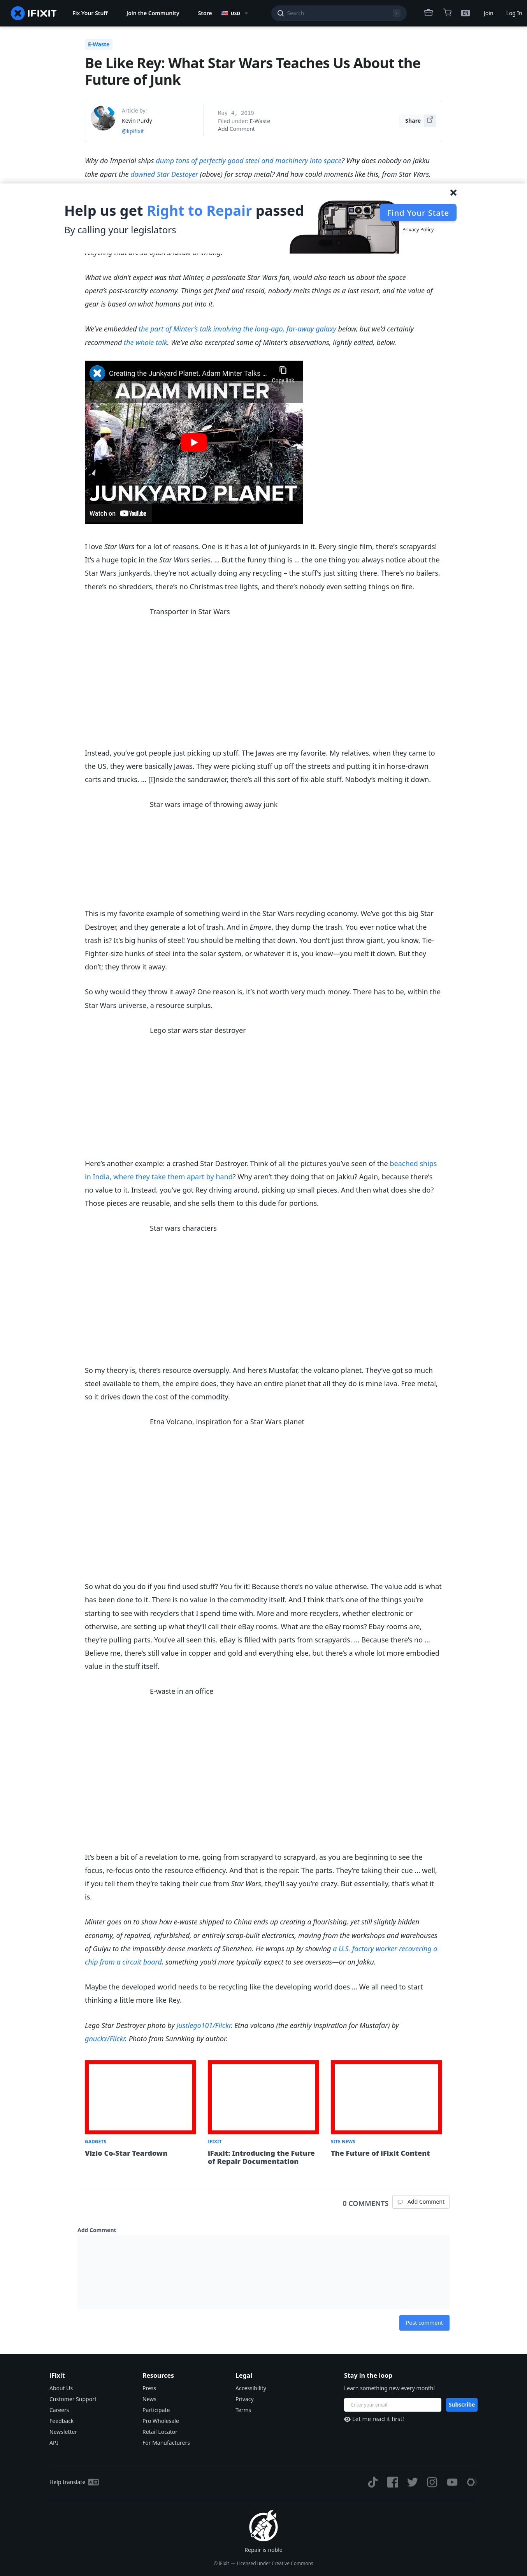 IFIXIT
Fix Your Stuff
Join the Community
Store
USD
Search
/
Join
Log In
E-Waste
Be Like Rey: What Star Wars Teaches Us About the
Future of Junk
Article by:
Kevin Purdy
@kpifixit
May 4, 2019
Filed under: E-Waste
Add Comment
Share
Why do Imperial ships dump tons of perfectly good steel and machinery into space? Why does nobody on Jakku
take apart the downed Star Destoyer (above) for scrap metal? And how could moments like this, from Star Wars,
Help us get Right to Repair passed
By calling your legislators
Find Your State
Privacy Policy
recycling that are so often shallow or wrong.
What we didn't expect was that Minter, a passionate Star Wars fan, would also teach us about the space
opera's post-scarcity economy. Things get fixed and resold, nobody melts things as a last resort, and the value of
gear is based on what humans put into it.
We've embedded the part of Minter's talk involving the long-ago, far-away galaxy below, but we'd certainly
recommend the whole talk. We've also excerpted some of Minter's observations, lightly edited, below.
Creating the Junkyard Planet. Adam Minter Talks ...
Copy link
ADAM MINTER
JUNKYARD PLANET
Watch on YouTube
I love Star Wars for a lot of reasons. One is it has a lot of junkyards in it. Every single film, there's scrapyards!
It's a huge topic in the Star Wars series. … But the funny thing is … the one thing you always notice about the
Star Wars junkyards, they're not actually doing any recycling – the stuff's just sitting there. There's no bailers,
there's no shredders, there's no Christmas tree lights, and there's nobody even setting things on fire.
Transporter in Star Wars
Instead, you've got people just picking up stuff. The Jawas are my favorite. My relatives, when they came to
the US, they were basically Jawas. They were picking stuff up off the streets and putting it in horse-drawn
carts and trucks. … [I]nside the sandcrawler, there's all this sort of fix-able stuff. Nobody's melting it down.
Star wars image of throwing away junk
This is my favorite example of something weird in the Star Wars recycling economy. We've got this big Star
Destroyer, and they generate a lot of trash. And in Empire, they dump the trash. You ever notice what the
trash is? It's big hunks of steel! You should be melting that down. You don't just throw giant, you know, Tie-
Fighter-size hunks of steel into the solar system, or whatever it is, you know—you melt it down. But they
don't; they throw it away.
So why would they throw it away? One reason is, it's not worth very much money. There has to be, within the
Star Wars universe, a resource surplus.
Lego star wars star destroyer
Here's another example: a crashed Star Destroyer. Think of all the pictures you've seen of the beached ships
in India, where they take them apart by hand? Why aren't they doing that on Jakku? Again, because there's
no value to it. Instead, you've got Rey driving around, picking up small pieces. And then what does she do?
Those pieces are reusable, and she sells them to this dude for portions.
Star wars characters
So my theory is, there's resource oversupply. And here's Mustafar, the volcano planet. They've got so much
steel available to them, the empire does, they have an entire planet that all they do is mine lava. Free metal,
so it drives down the cost of the commodity.
Etna Volcano, inspiration for a Star Wars planet
So what do you do if you find used stuff? You fix it! Because there's no value otherwise. The value add is what
has been done to it. There is no value in the commodity itself. And I think that's one of the things you're
starting to see with recyclers that I spend time with. More and more recyclers, whether electronic or
otherwise, are setting up what they'll call their eBay rooms. What are the eBay rooms? Ebay rooms are,
they're pulling parts. You've all seen this. eBay is filled with parts from scrapyards. … Because there's no …
Believe me, there's still value in copper and gold and everything else, but there's a whole lot more embodied
value in the stuff itself.
E-waste in an office
It's been a bit of a revelation to me, going from scrapyard to scrapyard, as you are beginning to see the
focus, re-focus onto the resource efficiency. And that is the repair. The parts. They're taking their cue … well,
if you tell them they're taking their cue from Star Wars, they'll say you're crazy. But essentially, that's what it
is.
Minter goes on to show how e-waste shipped to China ends up creating a flourishing, yet still slightly hidden
economy, of repaired, refurbished, or entirely scrap-built electronics, moving from the workshops and warehouses
of Guiyu to the impossibly dense markets of Shenzhen. He wraps up by showing a U.S. factory worker recovering a
chip from a circuit board, something you'd more typically expect to see overseas—or on Jakku.
Maybe the developed world needs to be recycling like the developing world does … We all need to start
thinking a little more like Rey.
Lego Star Destroyer photo by Justlego101/Flickr. Etna volcano (the earthly inspiration for Mustafar) by
gnuckx/Flickr. Photo from Sunnking by author.
GADGETS
Vizio Co-Star Teardown
IFIXIT
iFaxIt: Introducing the Future
of Repair Documentation
SITE NEWS
The Future of iFixit Content
0 COMMENTS
Add Comment
Add Comment
Post comment
iFixit
About Us
Customer Support
Careers
Feedback
Newsletter
API
Resources
Press
News
Participate
Pro Wholesale
Retail Locator
For Manufacturers
Legal
Accessibility
Privacy
Terms
Stay in the loop
Learn something new every month!
Enter your email
Subscribe
Let me read it first!
Help translate
Repair is noble
© iFixit — Licensed under Creative Commons